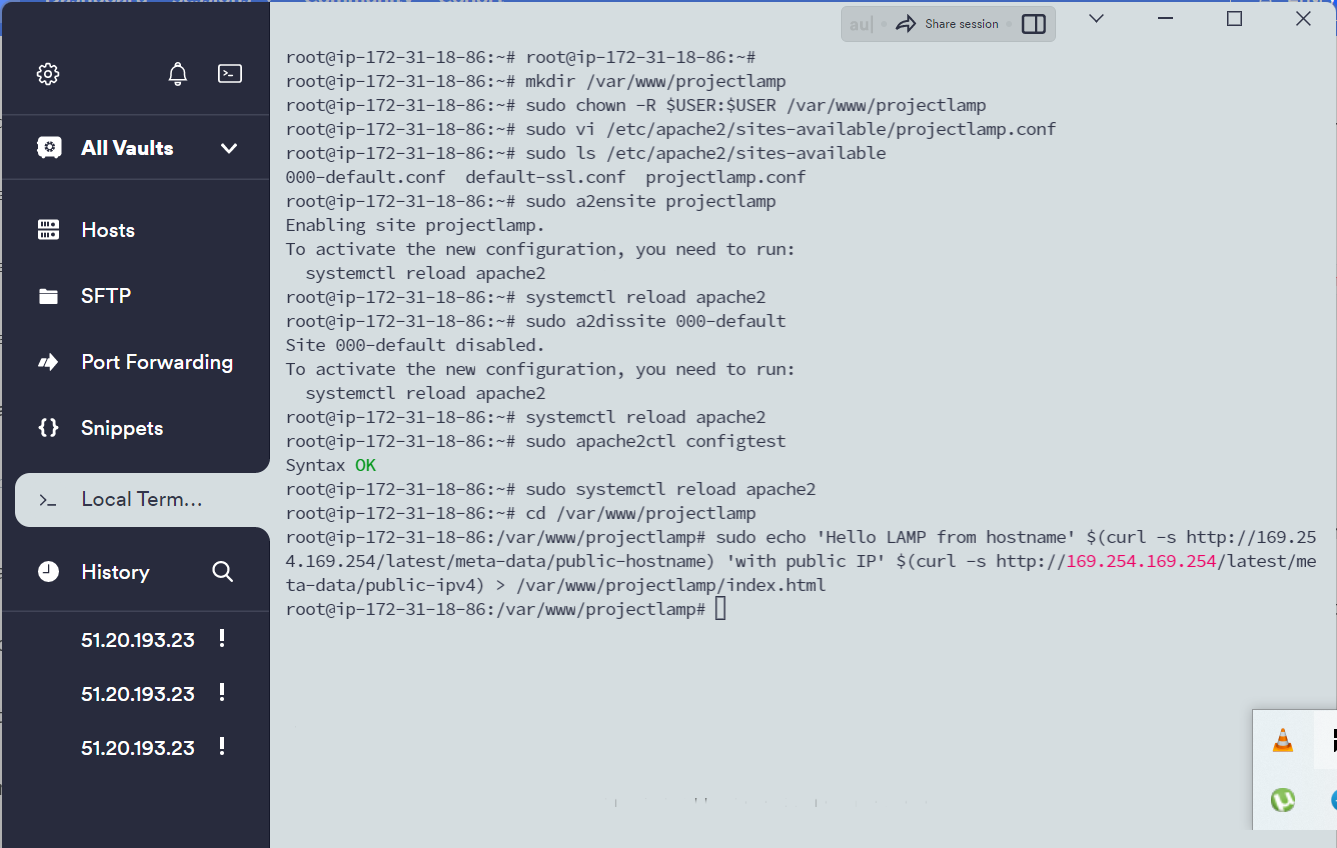 au|
Share session
All Vaults
Hosts
SFTP
Port Forwarding
Snippets
>_ Local Term...
History
51.20.193.23 !
51.20.193.23 !
51.20.193.23 !
root@ip-172-31-18-86:~# root@ip-172-31-18-86:~#
root@ip-172-31-18-86:~# mkdir /var/www/projectlamp
root@ip-172-31-18-86:~# sudo chown -R $USER:$USER /var/www/projectlamp
root@ip-172-31-18-86:~# sudo vi /etc/apache2/sites-available/projectlamp.conf
root@ip-172-31-18-86:~# sudo ls /etc/apache2/sites-available
000-default.conf  default-ssl.conf  projectlamp.conf
root@ip-172-31-18-86:~# sudo a2ensite projectlamp
Enabling site projectlamp.
To activate the new configuration, you need to run:
  systemctl reload apache2
root@ip-172-31-18-86:~# systemctl reload apache2
root@ip-172-31-18-86:~# sudo a2dissite 000-default
Site 000-default disabled.
To activate the new configuration, you need to run:
  systemctl reload apache2
root@ip-172-31-18-86:~# systemctl reload apache2
root@ip-172-31-18-86:~# sudo apache2ctl configtest
Syntax OK
root@ip-172-31-18-86:~# sudo systemctl reload apache2
root@ip-172-31-18-86:~# cd /var/www/projectlamp
root@ip-172-31-18-86:/var/www/projectlamp# sudo echo 'Hello LAMP from hostname' $(curl -s http://169.25
4.169.254/latest/meta-data/public-hostname) 'with public IP' $(curl -s http://169.254.169.254/latest/me
ta-data/public-ipv4) > /var/www/projectlamp/index.html
root@ip-172-31-18-86:/var/www/projectlamp#